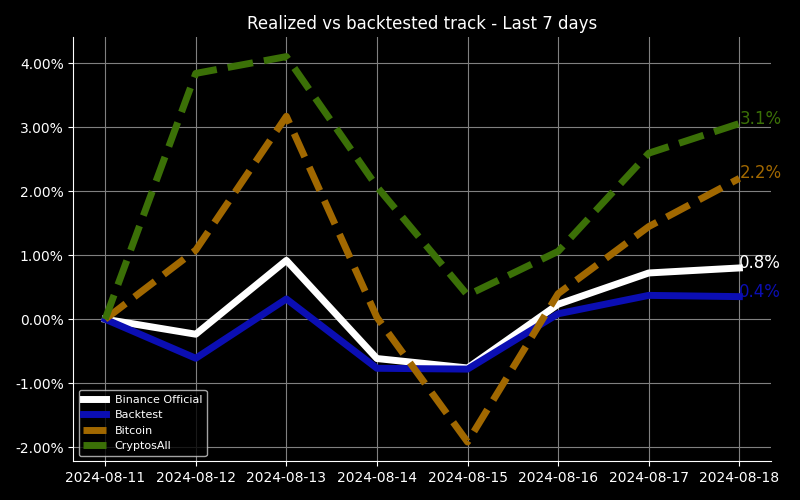 Realized vs backtested track - Last 7 days
4.00%
3.00%
2.00%
1.00%
0.00%
-1.00%
-2.00%
3.1%
2.2%
0.8%
0.4%
Binance Official
Backtest
Bitcoin
CryptosAll
2024-08-11 2024-08-12 2024-08-13 2024-08-14 2024-08-15 2024-08-16 2024-08-17 2024-08-18